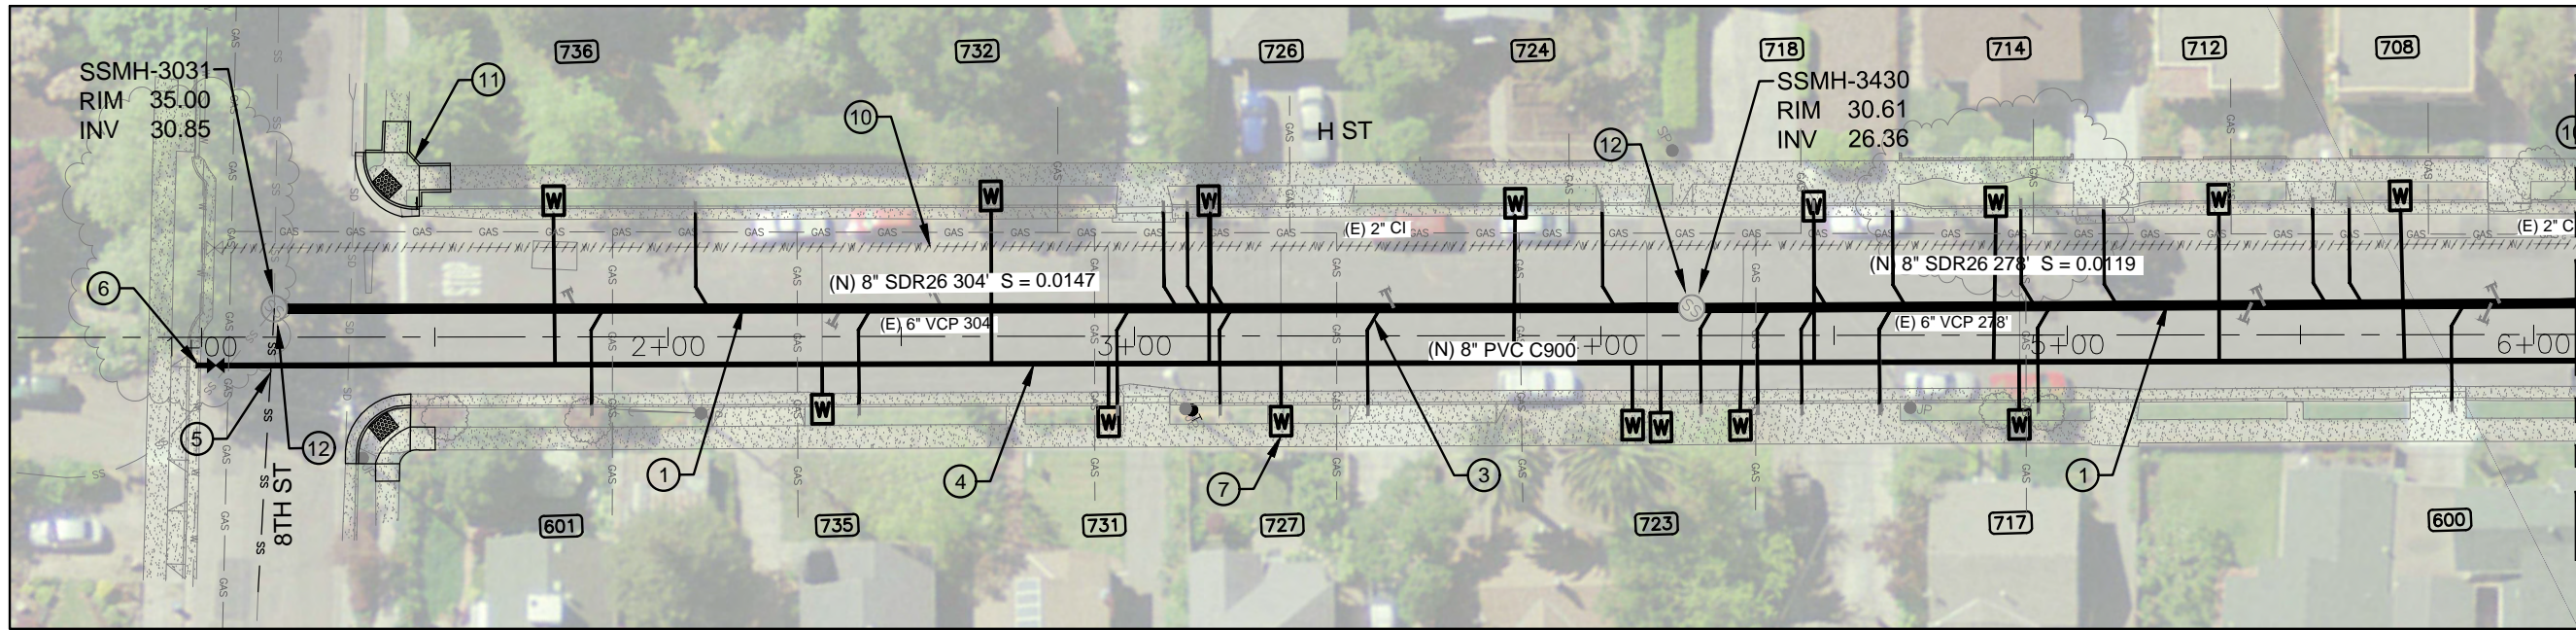 736
732
726
724
718
714
712
708
SSMH-3031
RIM 35.00
INV 30.85
11
10
H ST
12
SSMH-3430
RIM 30.61
INV 26.36
W
W
W
W
W
W
W
W
(E) 2" CI
(E) 2" C
GAS
SS
SD
(N) 8" SDR26 304' S = 0.0147
(N) 8" SDR26 278' S = 0.0119
6
(E) 6" VCP 304'
(E) 6" VCP 278'
1+00
2+00
3+00
4+00
5+00
6+00
(N) 8" PVC C900
W
W
W
W
W
W
W
5
12
1
4
7
3
1
8TH ST
601
735
731
727
723
717
600